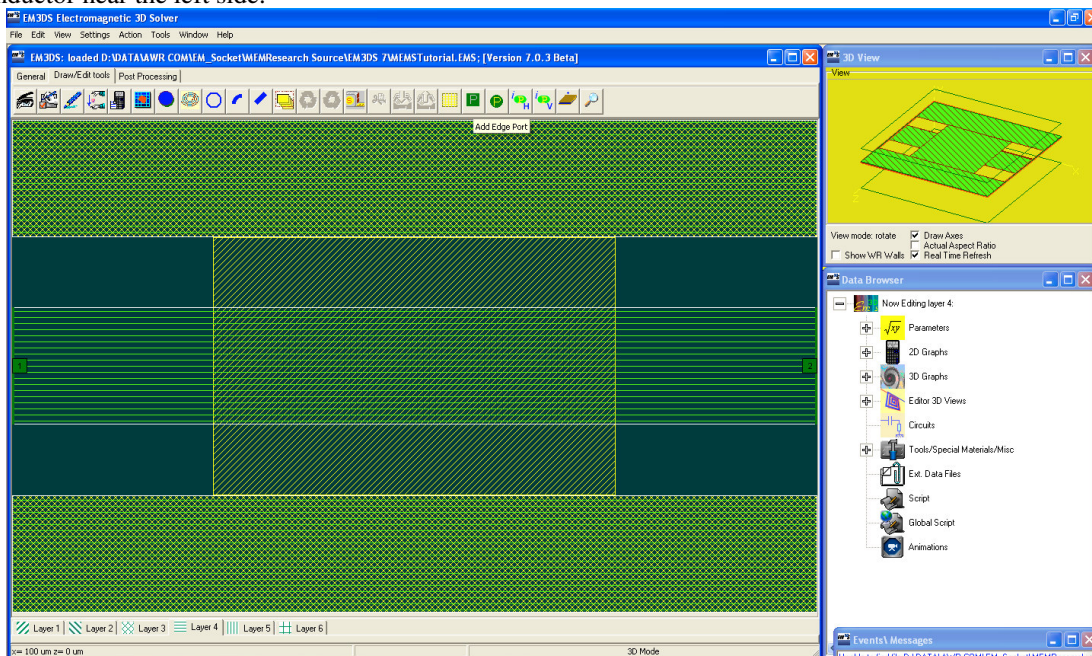 EM3DS Electromagnetic 3D Solver
File Edit View Settings Action Tools Window Help
EM3DS: loaded D:\DATA\AWR COM\EM_Socket\MEMResearch Source\EM3DS 7\MEMSTutorial.EMS; [Version 7.0.3 Beta]
General Draw/Edit tools Post Processing
P P H V
Add Edge Port
1
2
Layer 1 Layer 2 Layer 3 Layer 4 Layer 5 Layer 6
x= 100 um z= 0 um 3D Mode
3D View
View
View mode: rotate Draw Axes
Actual Aspect Ratio
Show WR Walls Real Time Refresh
Data Browser
Now Editing layer 4:
Parameters
2D Graphs
3D Graphs
Editor 3D Views
Circuits
Tools/Special Materials/Misc
Ext. Data Files
Script
Global Script
Animations
Events\ Messages